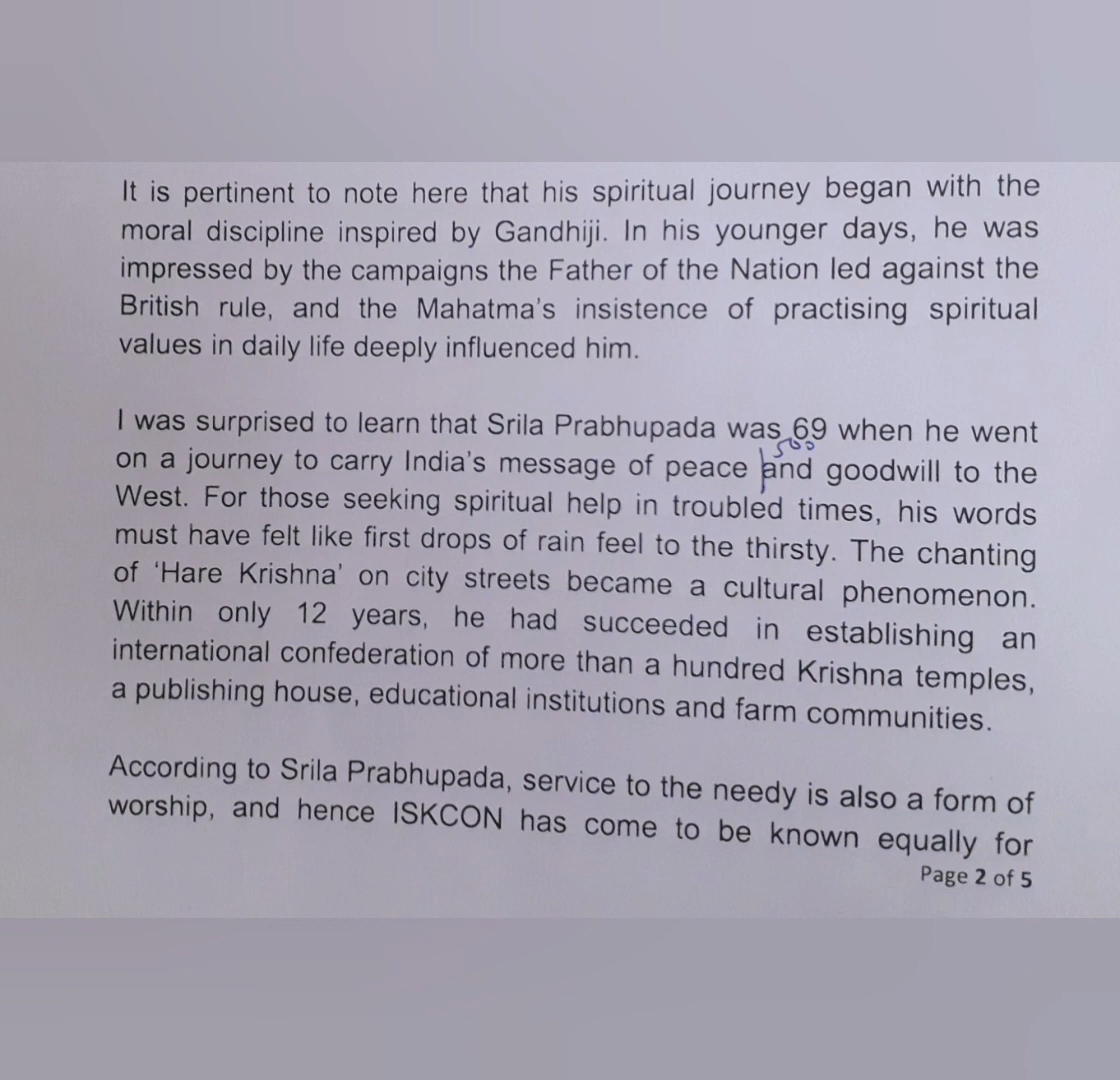 It is pertinent to note here that his spiritual journey began with the
moral discipline inspired by Gandhiji. In his younger days, he was
impressed by the campaigns the Father of the Nation led against the
British rule, and the Mahatma’s insistence of practising spiritual
values in daily life deeply influenced him.
I was surprised to learn that Srila Prabhupada was 69 when he went
500
on a journey to carry India’s message of peace and goodwill to the
West. For those seeking spiritual help in troubled times, his words
must have felt like first drops of rain feel to the thirsty. The chanting
of ‘Hare Krishna’ on city streets became a cultural phenomenon.
Within only 12 years, he had succeeded in establishing an
international confederation of more than a hundred Krishna temples,
a publishing house, educational institutions and farm communities.
According to Srila Prabhupada, service to the needy is also a form of
worship, and hence ISKCON has come to be known equally for
Page 2 of 5